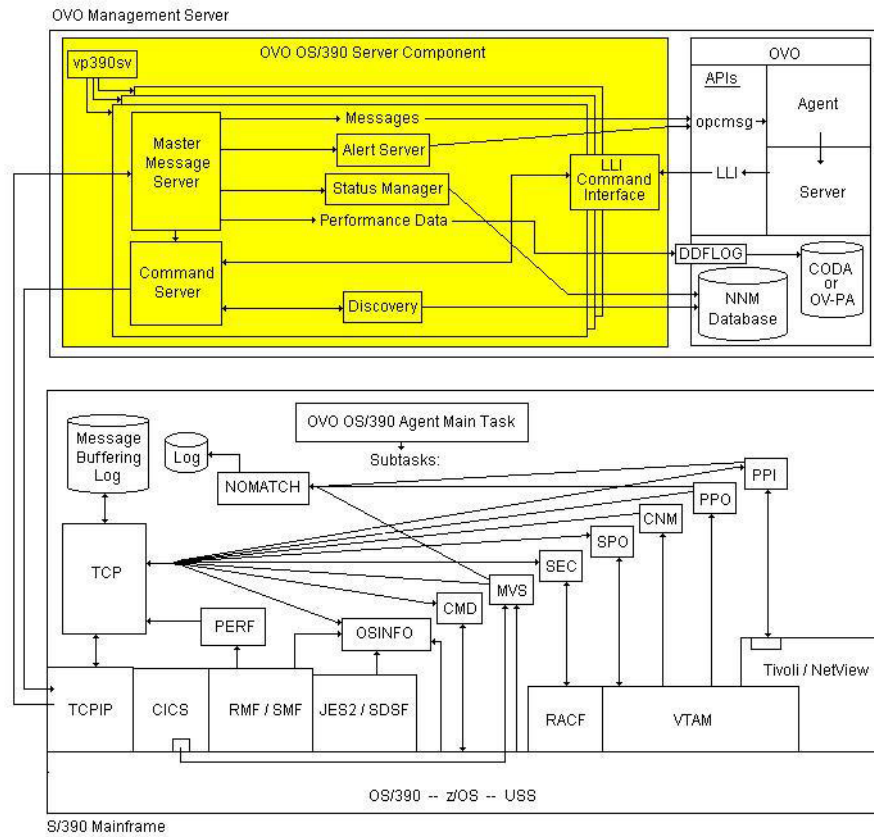 OVO Management Server
OVO OS/390 Server Component
OVO
vp390sv
APIs
Agent
Messages
opcmsg
Master
Message
Server
Alert Server
LLI
Command
Interface
LLI
Status Manager
Server
Performance Data
DDFLOG
Command
Server
CODA
or
OV-PA
NNM
Database
Discovery
Message
Buffering
Log
OVO OS/390 Agent Main Task
Log
Subtasks:
NOMATCH
PPI
PPO
CNM
SPO
TCP
SEC
MVS
CMD
PERF
OSINFO
Tivoli / NetView
TCPIP
CICS
RMF / SMF
JES2 / SDSF
RACF
VTAM
OS/390 -- z/OS -- USS
S/390 Mainframe